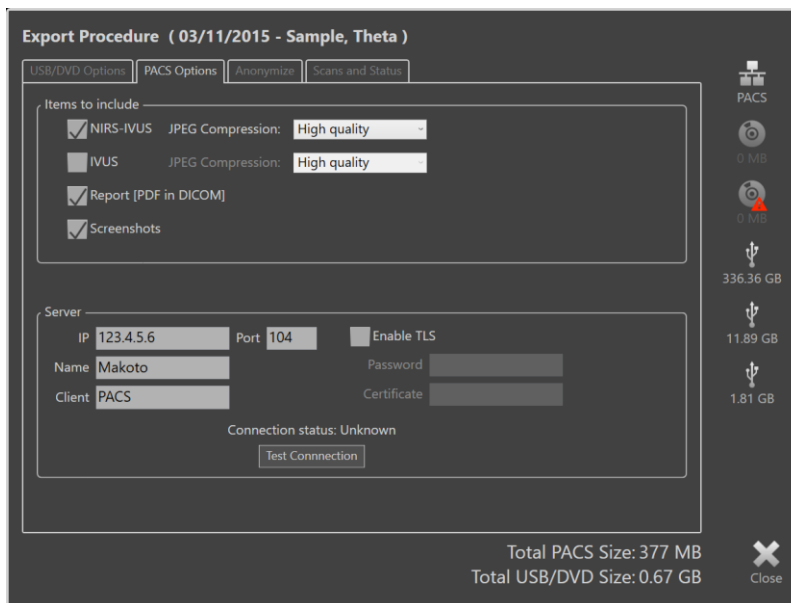 Export Procedure ( 03/11/2015 - Sample, Theta )
USB/DVD Options PACS Options Anonymize Scans and Status
Items to include
NIRS-IVUS JPEG Compression: High quality
IVUS JPEG Compression: High quality
Report [PDF in DICOM]
Screenshots
Server
IP 123.4.5.6 Port 104 Enable TLS
Name Makoto Password
Client PACS Certificate
Connection status: Unknown
Test Connnection
PACS
0 MB
0 MB
336.36 GB
11.89 GB
1.81 GB
Total PACS Size: 377 MB
Total USB/DVD Size: 0.67 GB
Close